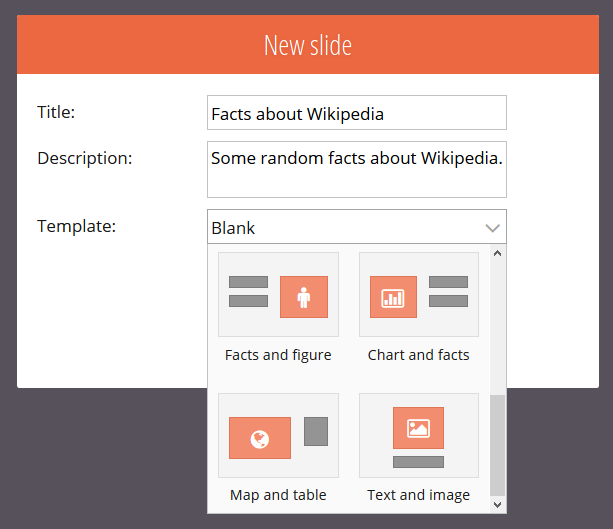 New slide
Title:
Facts about Wikipedia
Description:
Some random facts about Wikipedia.
Template:
Blank
Facts and figure
Chart and facts
Map and table
Text and image